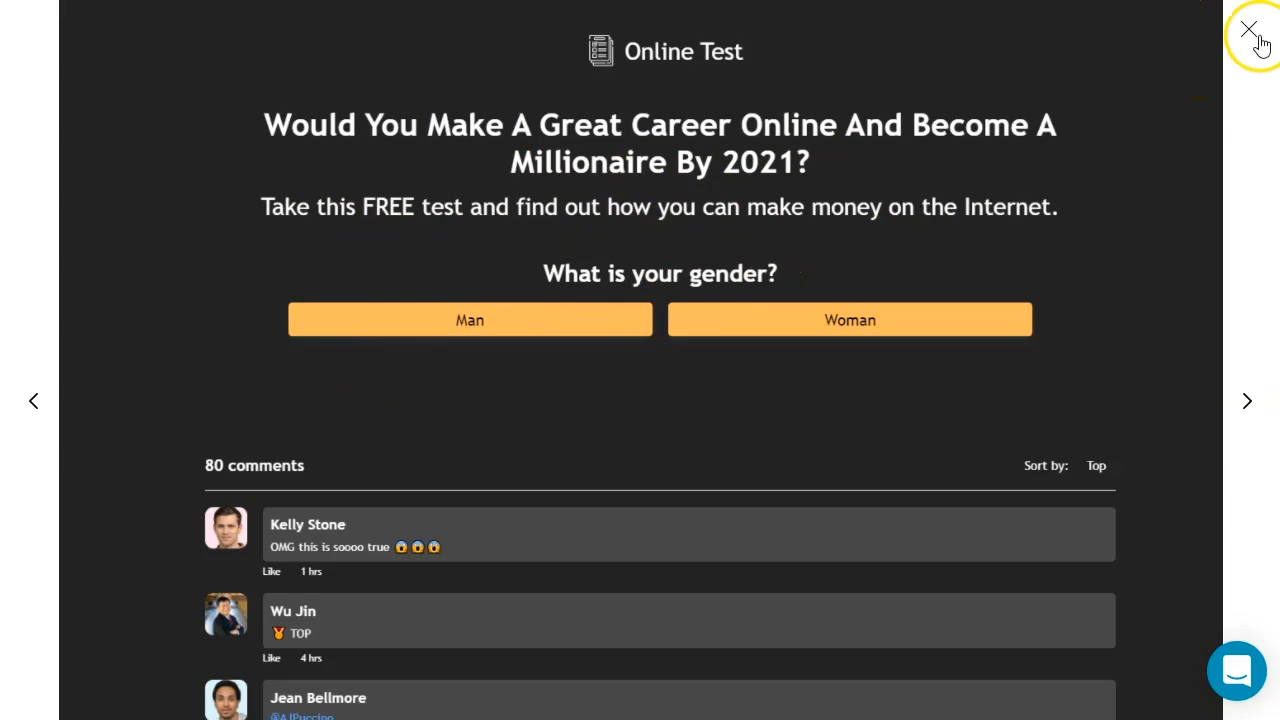 Online Test
Would You Make A Great Career Online And Become A
Millionaire By 2021?
Take this FREE test and find out how you can make money on the Internet.
What is your gender?
Man
Woman
80 comments
Sort by: Top
Kelly Stone
OMG this is soooo true 😱😱😱
Like 1 hrs
Wu Jin
🏅 TOP
Like 4 hrs
Jean Bellmore
@AJPuccino